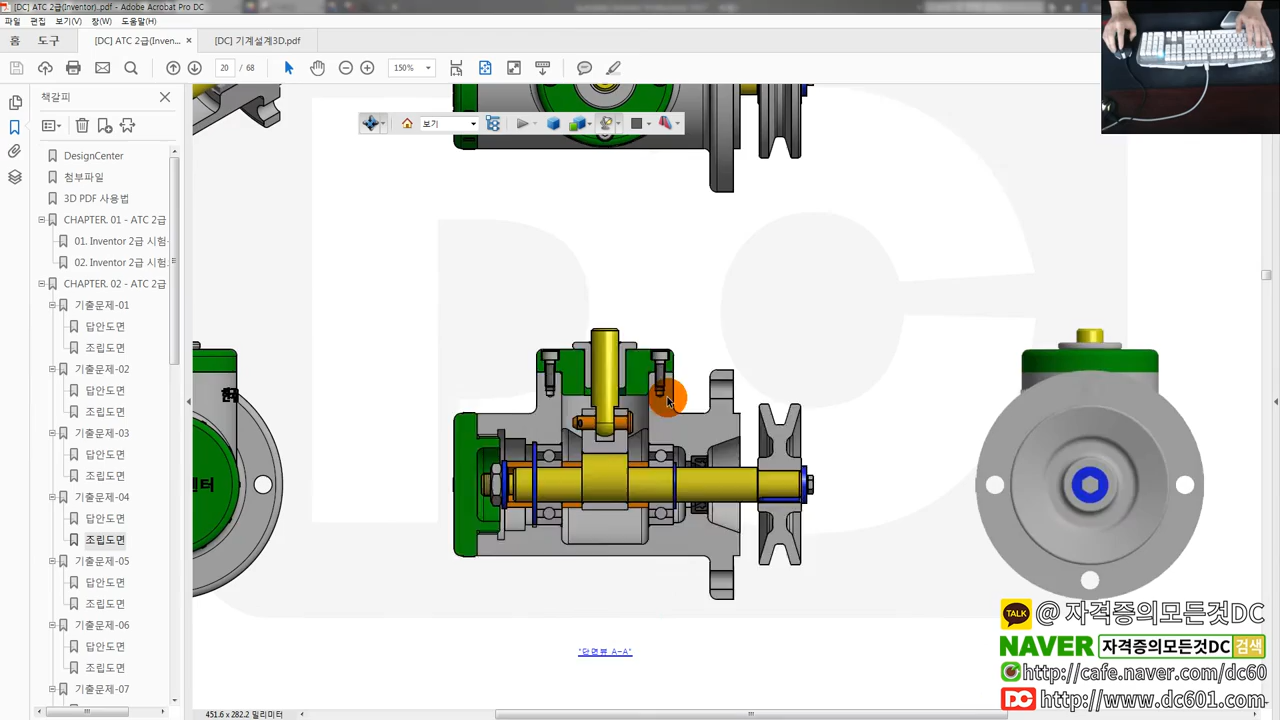 [DC] ATC 2급(Inventor).pdf - Adobe Acrobat Pro DC
파일 편집 보기(V) 창(W) 도움말(H)
홈 도구 [DC] ATC 2급(Inven... × [DC] 기계설계3D.pdf
20 / 68 150%
책갈피
보기
DesignCenter
첨부파일
3D PDF 사용법
CHAPTER. 01 - ATC 2급
01. Inventor 2급 시험
02. Inventor 2급 시험
CHAPTER. 02 - ATC 2급
기출문제-01
답안도면
조립도면
기출문제-02
답안도면
조립도면
기출문제-03
답안도면
조립도면
기출문제-04
답안도면
조립도면
기출문제-05
답안도면
조립도면
기출문제-06
답안도면
조립도면
기출문제-07
"단면뷰 A-A"
451.6 x 282.2 밀리미터
TALK @ 자격증의모든것DC
NAVER 자격증의모든것DC 검색
http://cafe.naver.com/dc60
DC http://www.dc601.com